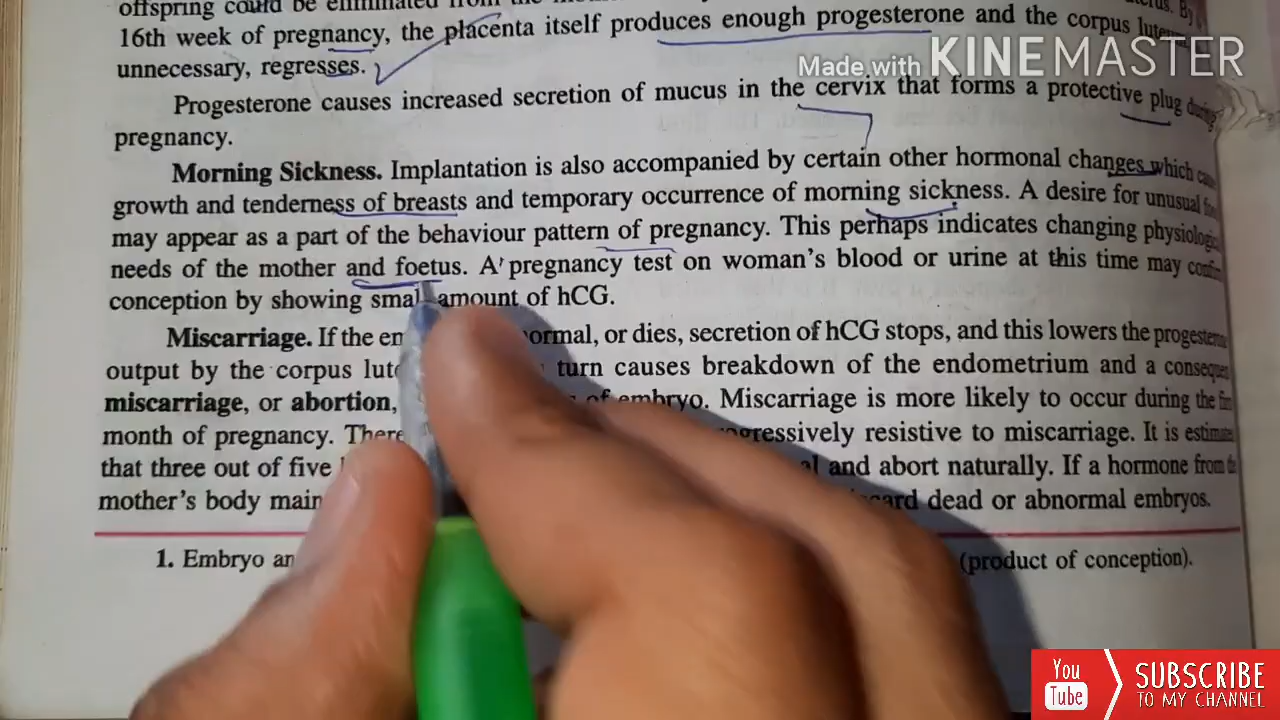 offspring could be eliminated from the
16th week of pregnancy, the placenta itself produces enough progesterone and the corpus
unnecessary, regresses.
Made with KINEMASTER
Progesterone causes increased secretion of mucus in the cervix that forms a protective plug during
pregnancy.
Morning Sickness. Implantation is also accompanied by certain other hormonal changes which
growth and tenderness of breasts and temporary occurrence of morning sickness. A desire for unusual
may appear as a part of the behaviour pattern of pregnancy. This perhaps indicates changing
needs of the mother and foetus. A pregnancy test on woman's blood or urine at this time may
conception by showing small amount of hCG.
Miscarriage. If the normal, or dies, secretion of hCG stops, and this lowers the
output by the corpus turn causes breakdown of the endometrium and a
miscarriage, or abortion, of embryo. Miscarriage is more likely to occur during the
month of pregnancy. resistive to miscarriage. It is
that three out of five and abort naturally. If a hormone from
mother's body dead or abnormal embryos.
1. Embryo (product of conception).
You Tube
SUBSCRIBE
TO MY CHANNEL